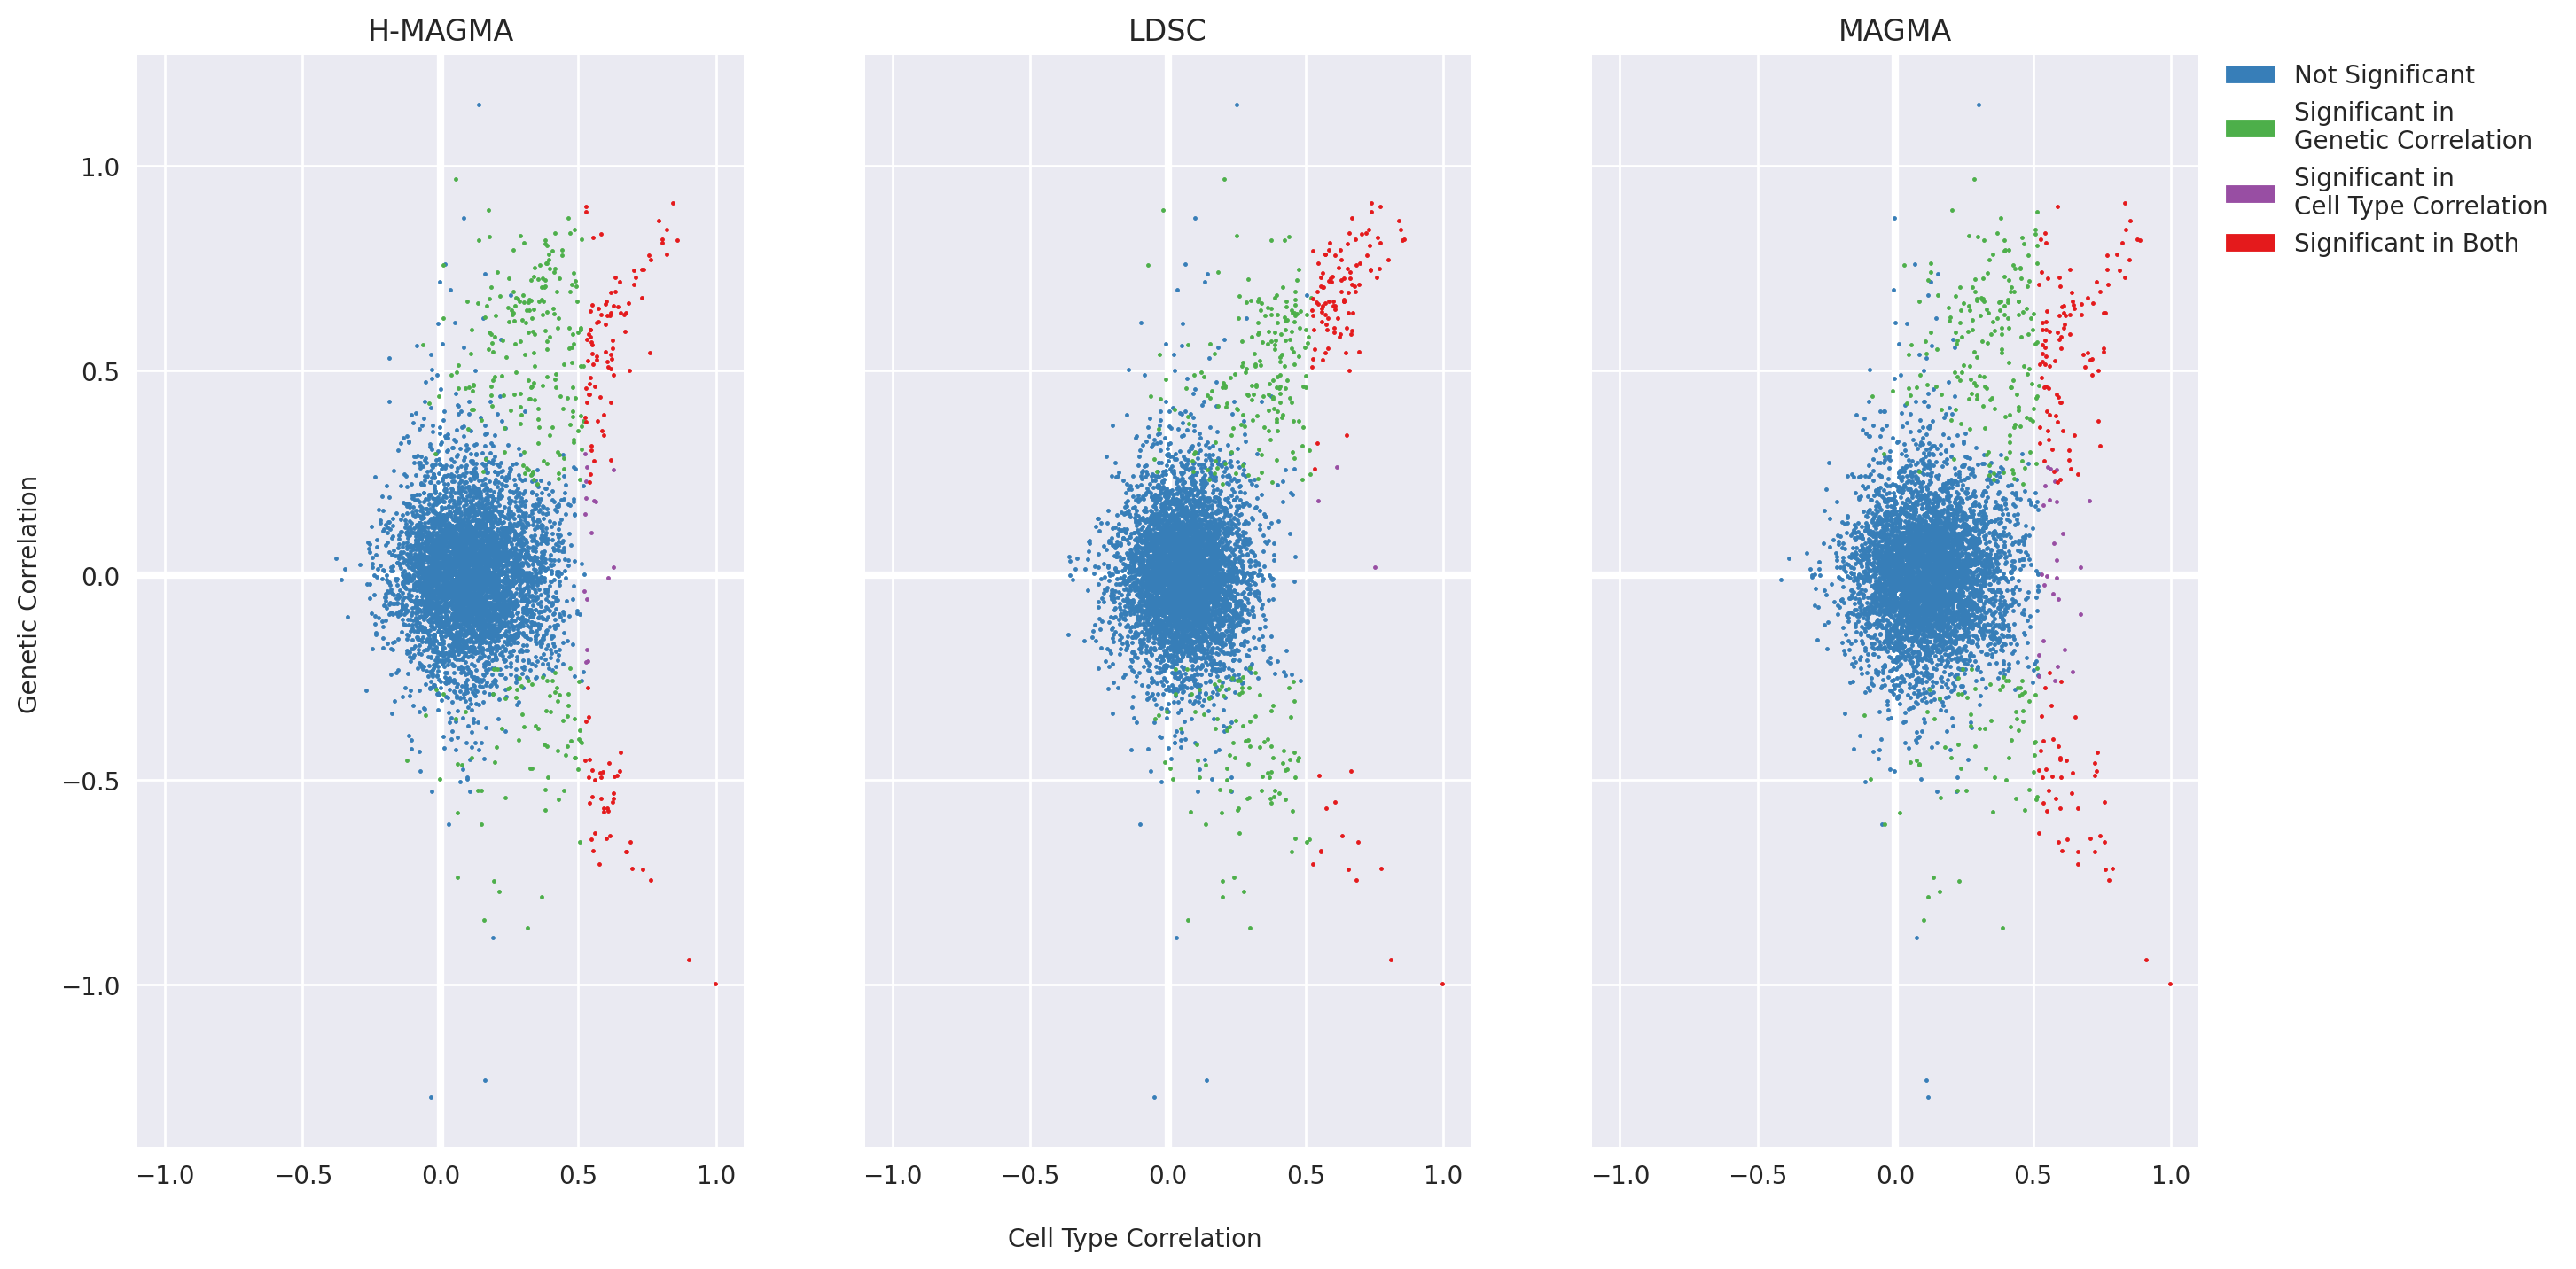 H-MAGMA
LDSC
MAGMA
Not Significant
Significant in
Genetic Correlation
Significant in
Cell Type Correlation
Significant in Both
Genetic Correlation
1.0
0.5
0.0
−0.5
−1.0
−1.0 −0.5 0.0 0.5 1.0
−1.0 −0.5 0.0 0.5 1.0
−1.0 −0.5 0.0 0.5 1.0
Cell Type Correlation